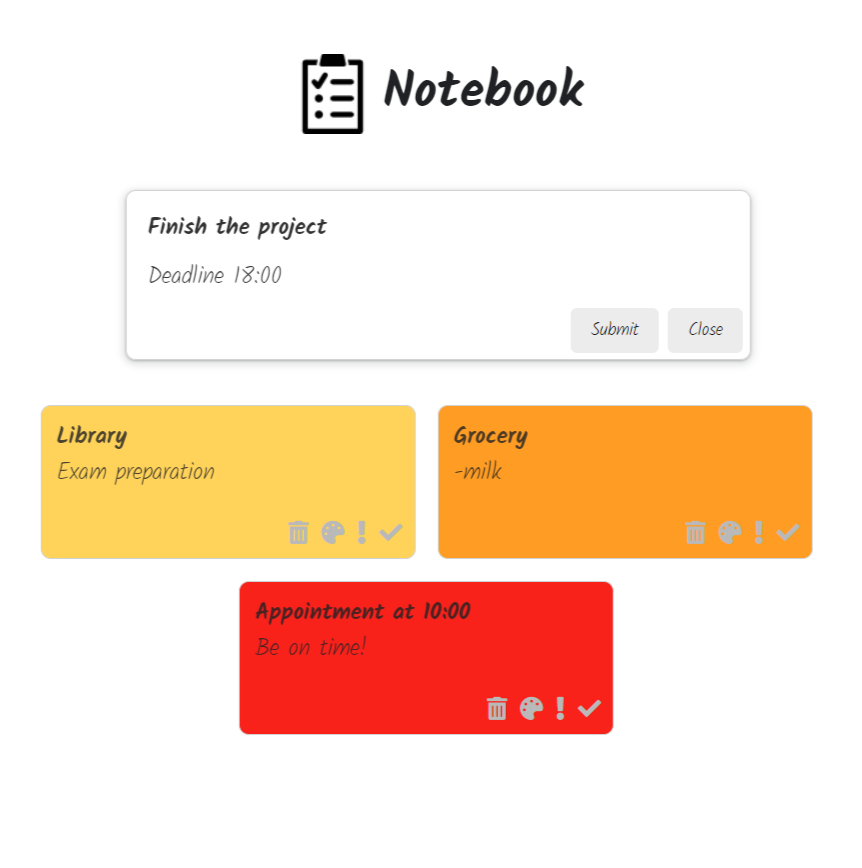 Notebook
Finish the project
Deadline 18:00
Submit Close
Library
Exam preparation
Grocery
-milk
Appointment at 10:00
Be on time!